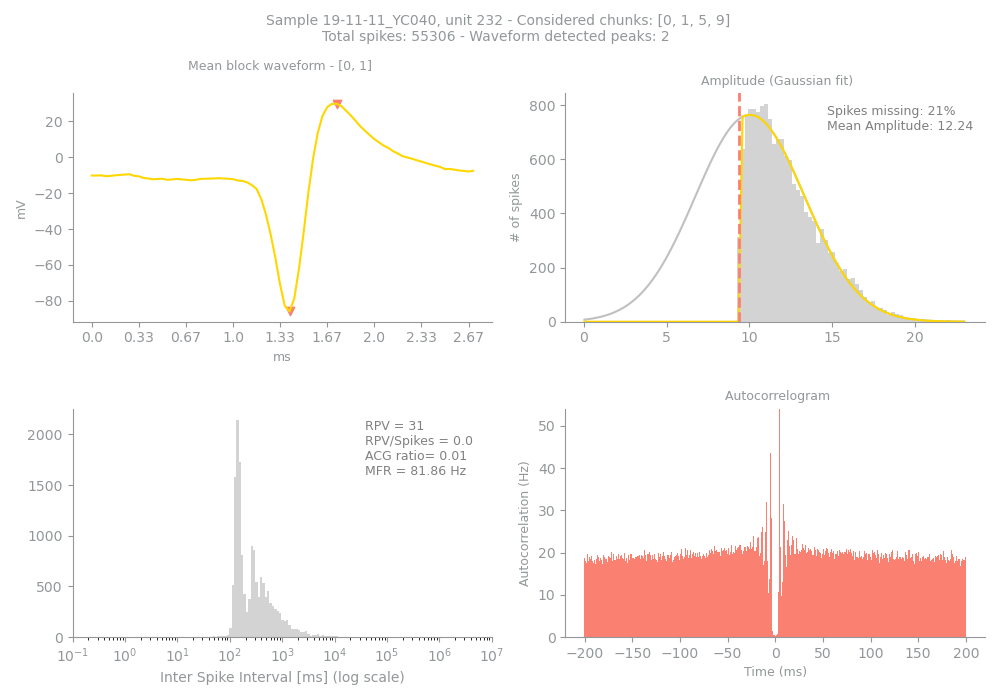 Sample 19-11-11_YC040, unit 232 - Considered chunks: [0, 1, 5, 9]
Total spikes: 55306 - Waveform detected peaks: 2
Mean block waveform - [0, 1]
20
0
−20
−40
−60
−80
mV
0.0 0.33 0.67 1.0 1.33 1.67 2.0 2.33 2.67
ms
Amplitude (Gaussian fit)
Spikes missing: 21%
Mean Amplitude: 12.24
800
600
400
200
0
# of spikes
0 5 10 15 20
RPV = 31
RPV/Spikes = 0.0
ACG ratio= 0.01
MFR = 81.86 Hz
2000
1500
1000
500
0
10⁻¹ 10⁰ 10¹ 10² 10³ 10⁴ 10⁵ 10⁶ 10⁷
Inter Spike Interval [ms] (log scale)
Autocorrelogram
50
40
30
20
10
0
Autocorrelation (Hz)
−200 −150 −100 −50 0 50 100 150 200
Time (ms)